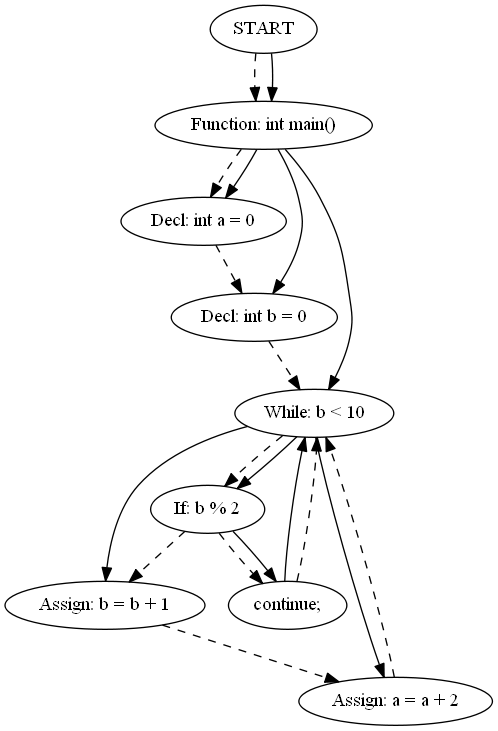 START
Function: int main()
Decl: int a = 0
Decl: int b = 0
While: b < 10
If: b % 2
Assign: b = b + 1
continue;
Assign: a = a + 2